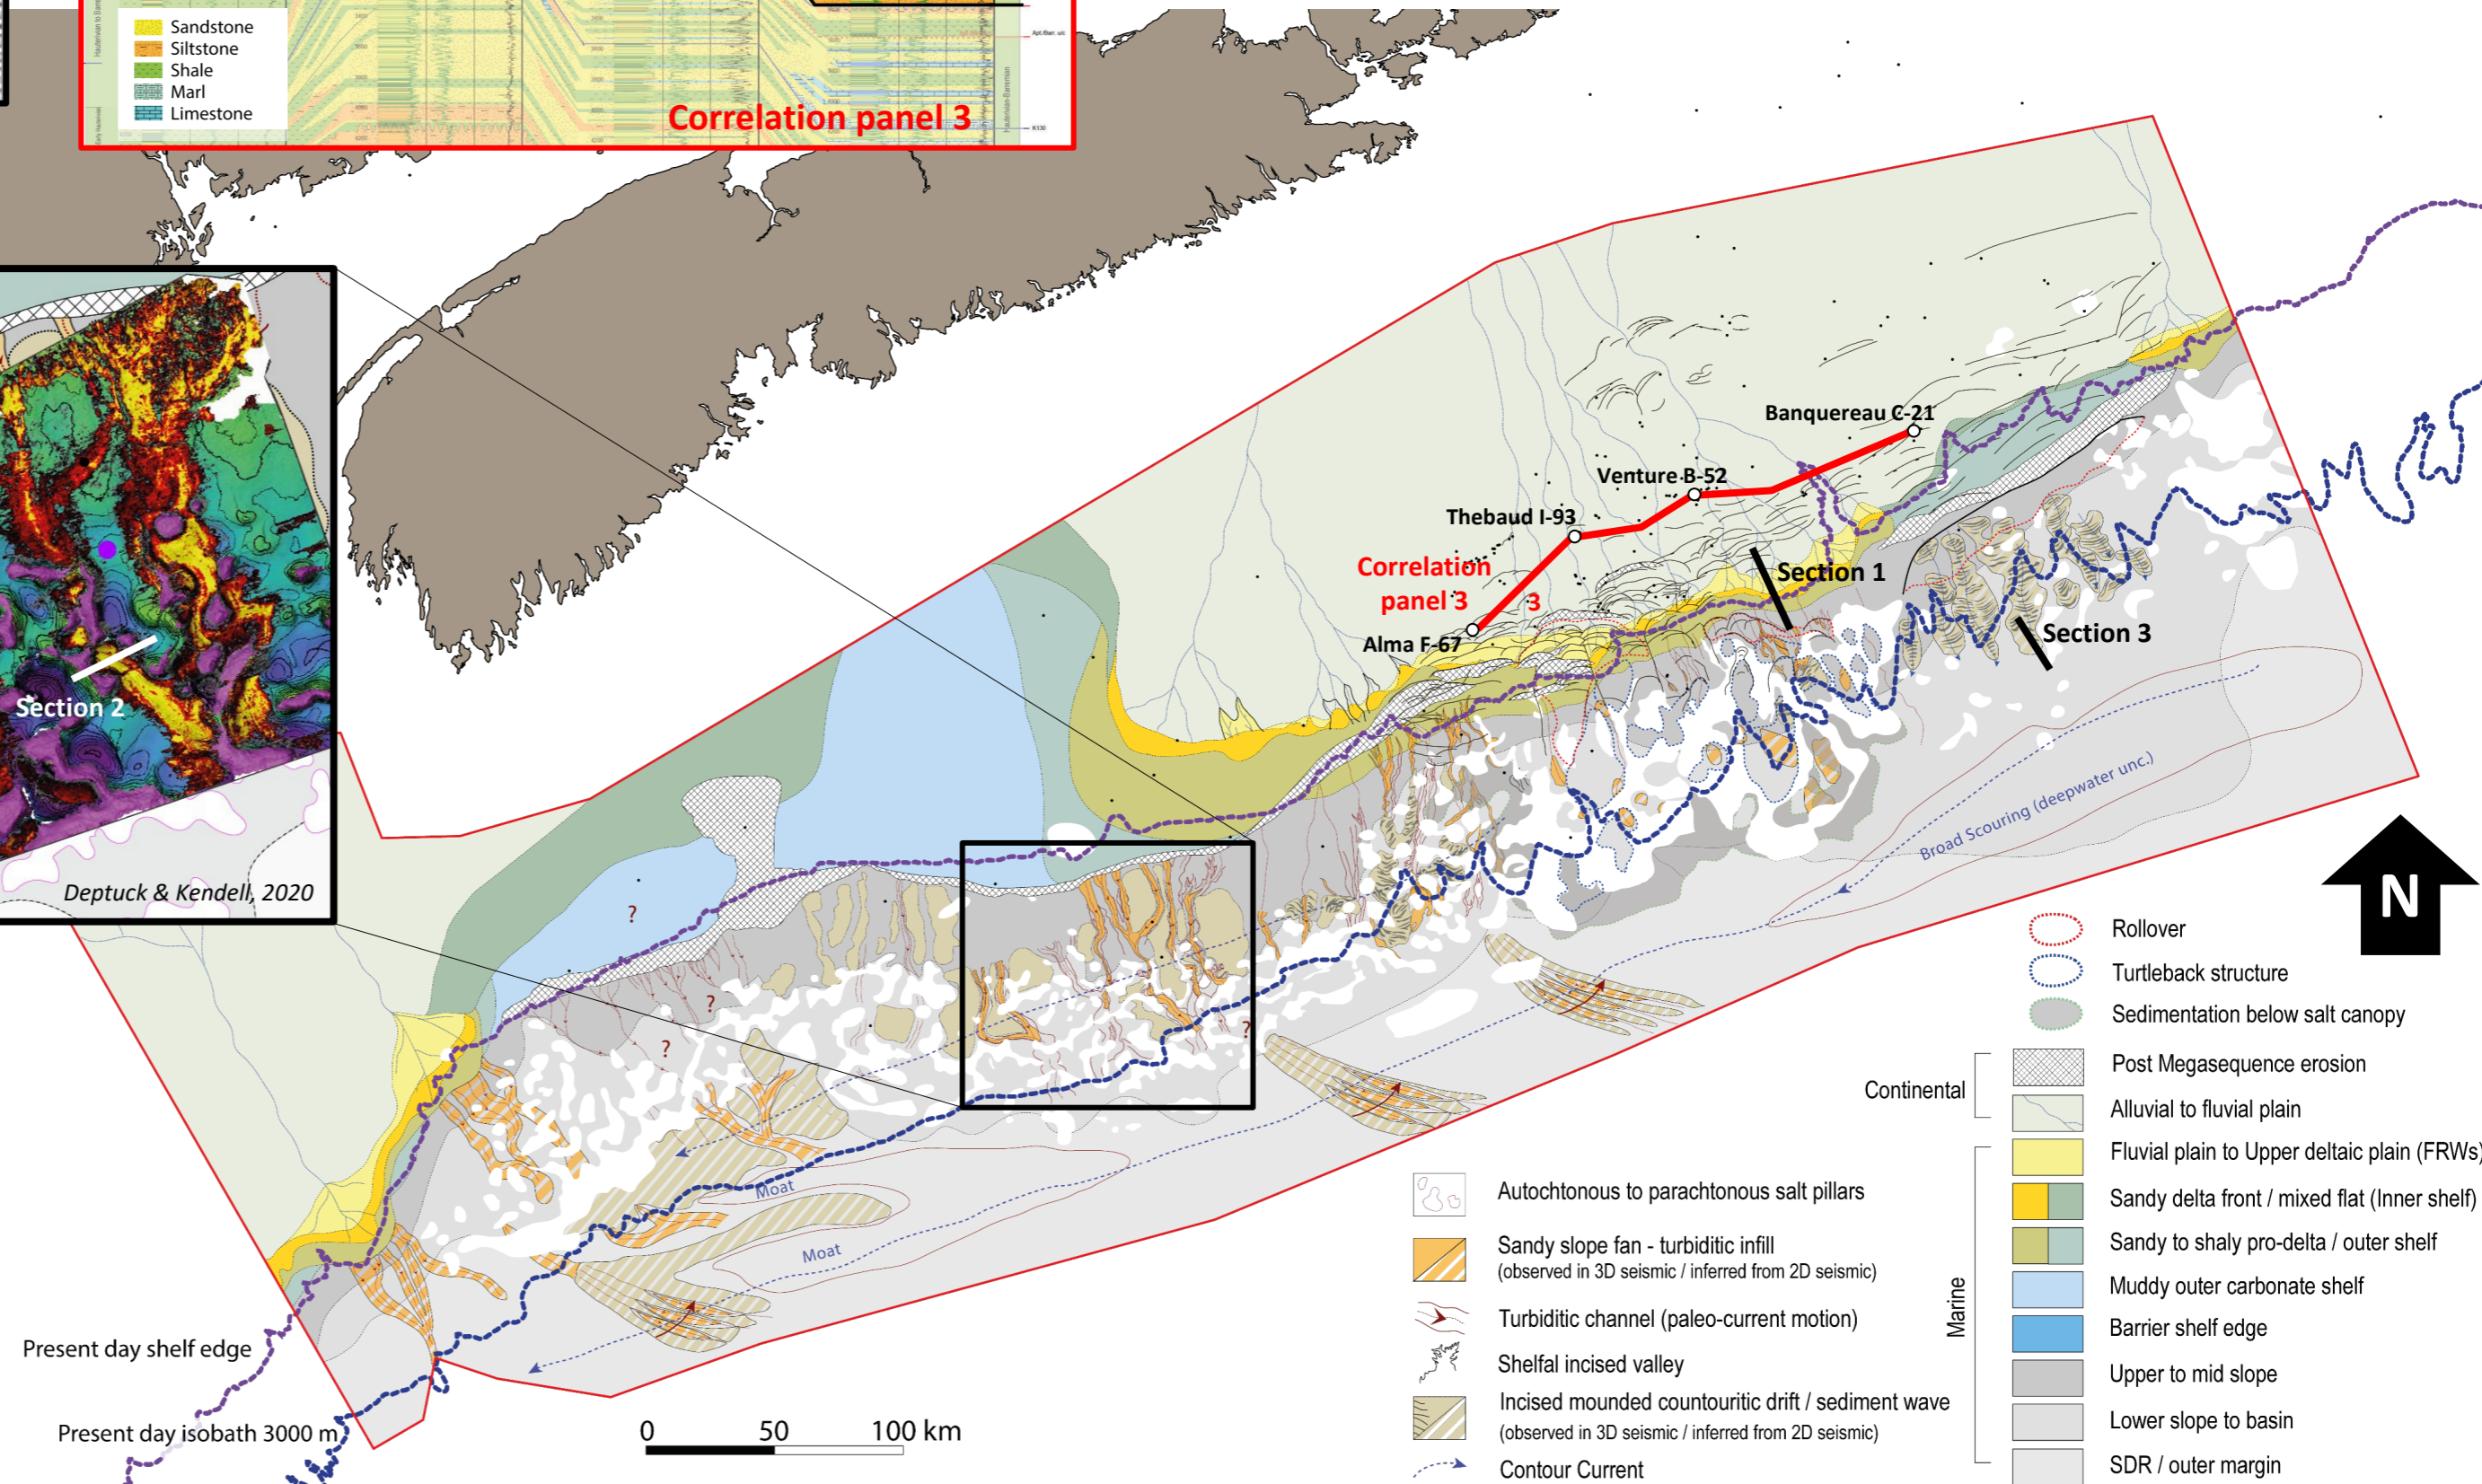 Sandstone
Siltstone
Shale
Marl
Limestone
Correlation panel 3
Apt./Barr. u/c
Hauterivian-Barremian
K130
Section 2
Deptuck & Kendell, 2020
Banquereau C-21
Venture B-52
Thebaud I-93
Correlation
panel 3
3
Alma F-67
Section 1
Section 3
Broad Scouring (deepwater unc.)
N
?
?
?
?
Moat
Moat
Present day shelf edge
Present day isobath 3000 m
0 50 100 km
Autochtonous to parachtonous salt pillars
Sandy slope fan - turbiditic infill
(observed in 3D seismic / inferred from 2D seismic)
Turbiditic channel (paleo-current motion)
Shelfal incised valley
Incised mounded countouritic drift / sediment wave
(observed in 3D seismic / inferred from 2D seismic)
Contour Current
Rollover
Turtleback structure
Sedimentation below salt canopy
Continental
Post Megasequence erosion
Alluvial to fluvial plain
Marine
Fluvial plain to Upper deltaic plain (FRWs)
Sandy delta front / mixed flat (Inner shelf)
Sandy to shaly pro-delta / outer shelf
Muddy outer carbonate shelf
Barrier shelf edge
Upper to mid slope
Lower slope to basin
SDR / outer margin